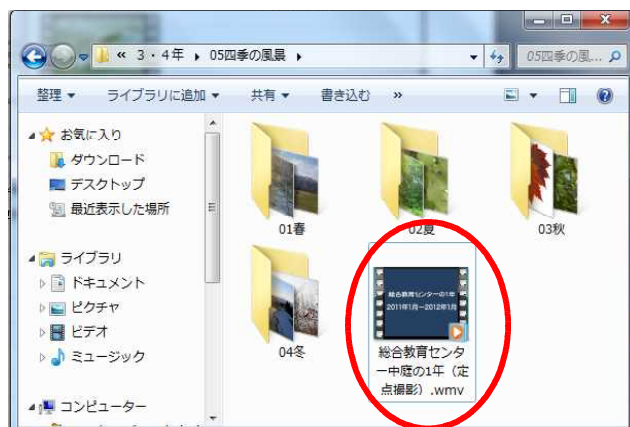 « 3・4年 ▸ 05四季の風景 ▸
05四季の風... 
整理 ▼ ライブラリに追加 ▼ 共有 ▼ 書き込む »
お気に入り
ダウンロード
デスクトップ
最近表示した場所
ライブラリ
ドキュメント
ピクチャ
ビデオ
ミュージック
コンピューター
01春
02夏
03秋
04冬
総合教育センターの1年
2011年1月−2012年1月
総合教育センタ
ー中庭の1年（定
点撮影）.wmv